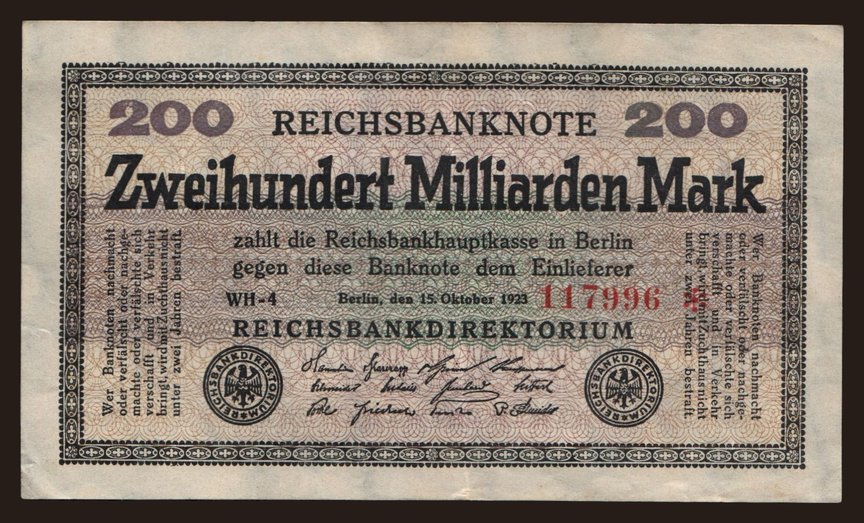 200 REICHSBANKNOTE 200
Zweihundert Milliarden Mark
zahlt die Reichsbankhauptkasse in Berlin
gegen diese Banknote dem Einlieferer
WH-4 Berlin, den 15. Oktober 1923 117996 *
REICHSBANKDIREKTORIUM
REICHSBANKDIREKTORIUM
REICHSBANKDIREKTORIUM
Wer Banknoten nachmacht
oder verfälscht oder nachge-
machte oder verfälschte sich
verschafft und in Verkehr
bringt, wird mit Zuchthaus nicht
unter zwei Jahren bestraft.
Wer Banknoten nachmacht
oder verfälscht oder nachge-
machte oder verfälschte sich
verschafft und in Verkehr
bringt, wird mit Zuchthaus nicht
unter zwei Jahren bestraft.